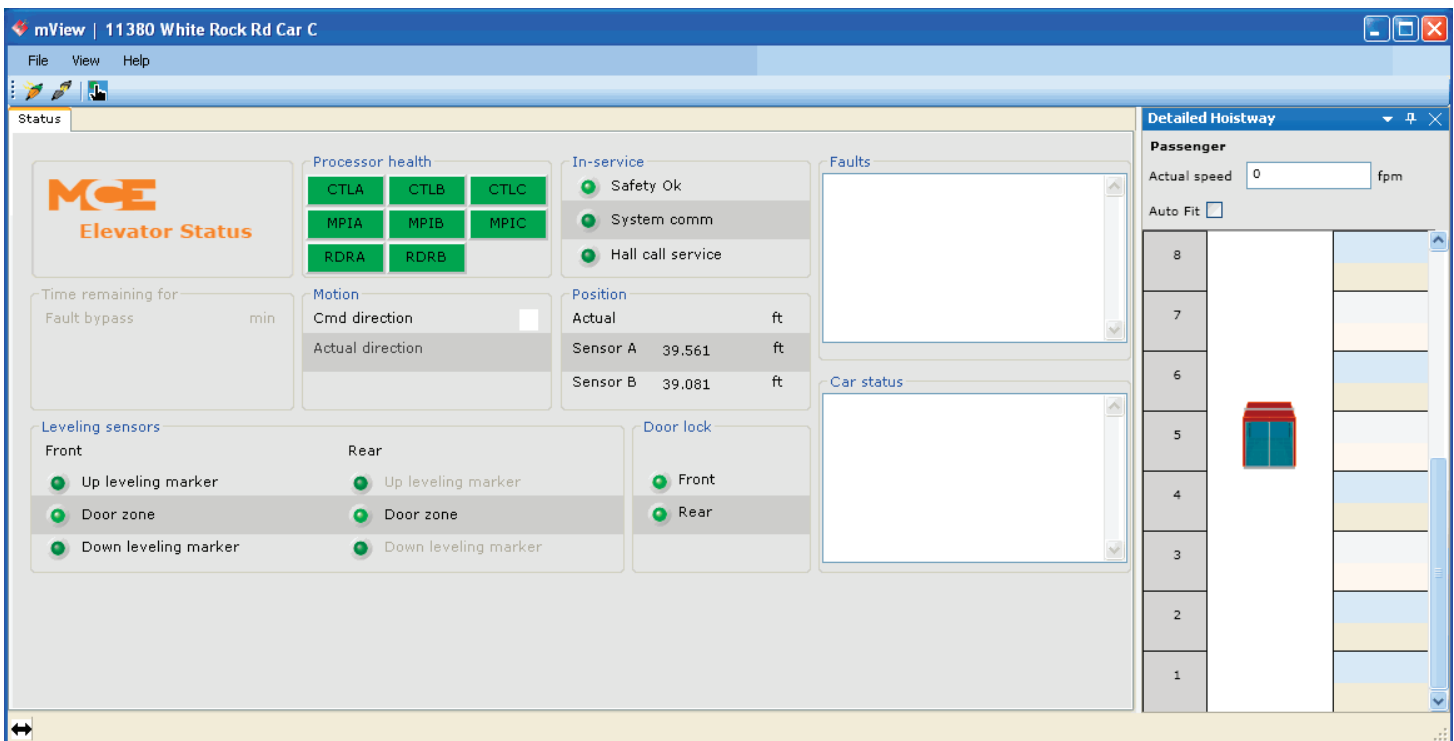 mView | 11380 White Rock Rd Car C
File View Help
Status
MCE
Elevator Status
Processor health
CTLA CTLB CTLC
MPIA MPIB MPIC
RDRA RDRB
In-service
Safety Ok
System comm
Hall call service
Faults
Time remaining for
Fault bypass min
Motion
Cmd direction
Actual direction
Position
Actual ft
Sensor A 39.561 ft
Sensor B 39.081 ft
Car status
Leveling sensors
Front Rear
Up leveling marker Up leveling marker
Door zone Door zone
Down leveling marker Down leveling marker
Door lock
Front
Rear
Detailed Hoistway
Passenger
Actual speed 0 fpm
Auto Fit
8
7
6
5
4
3
2
1